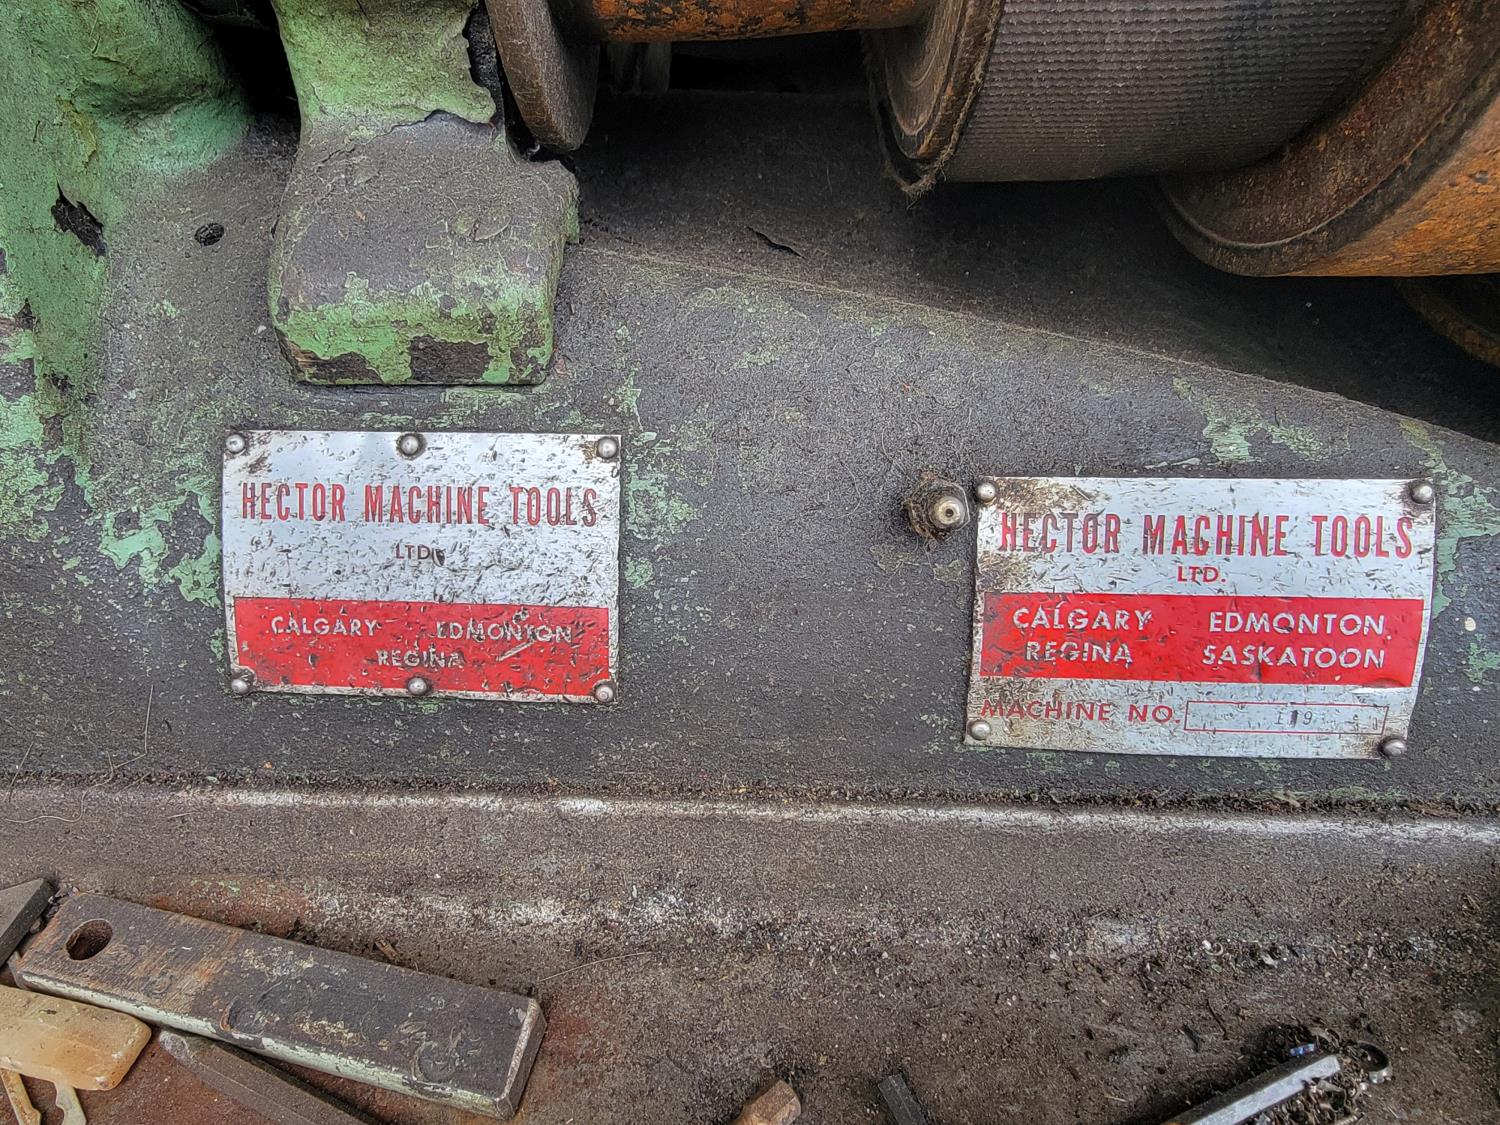 HECTOR MACHINE TOOLS
LTD.
CALGARY EDMONTON
REGINA
HECTOR MACHINE TOOLS
LTD.
CALGARY EDMONTON
REGINA SASKATOON
MACHINE NO.